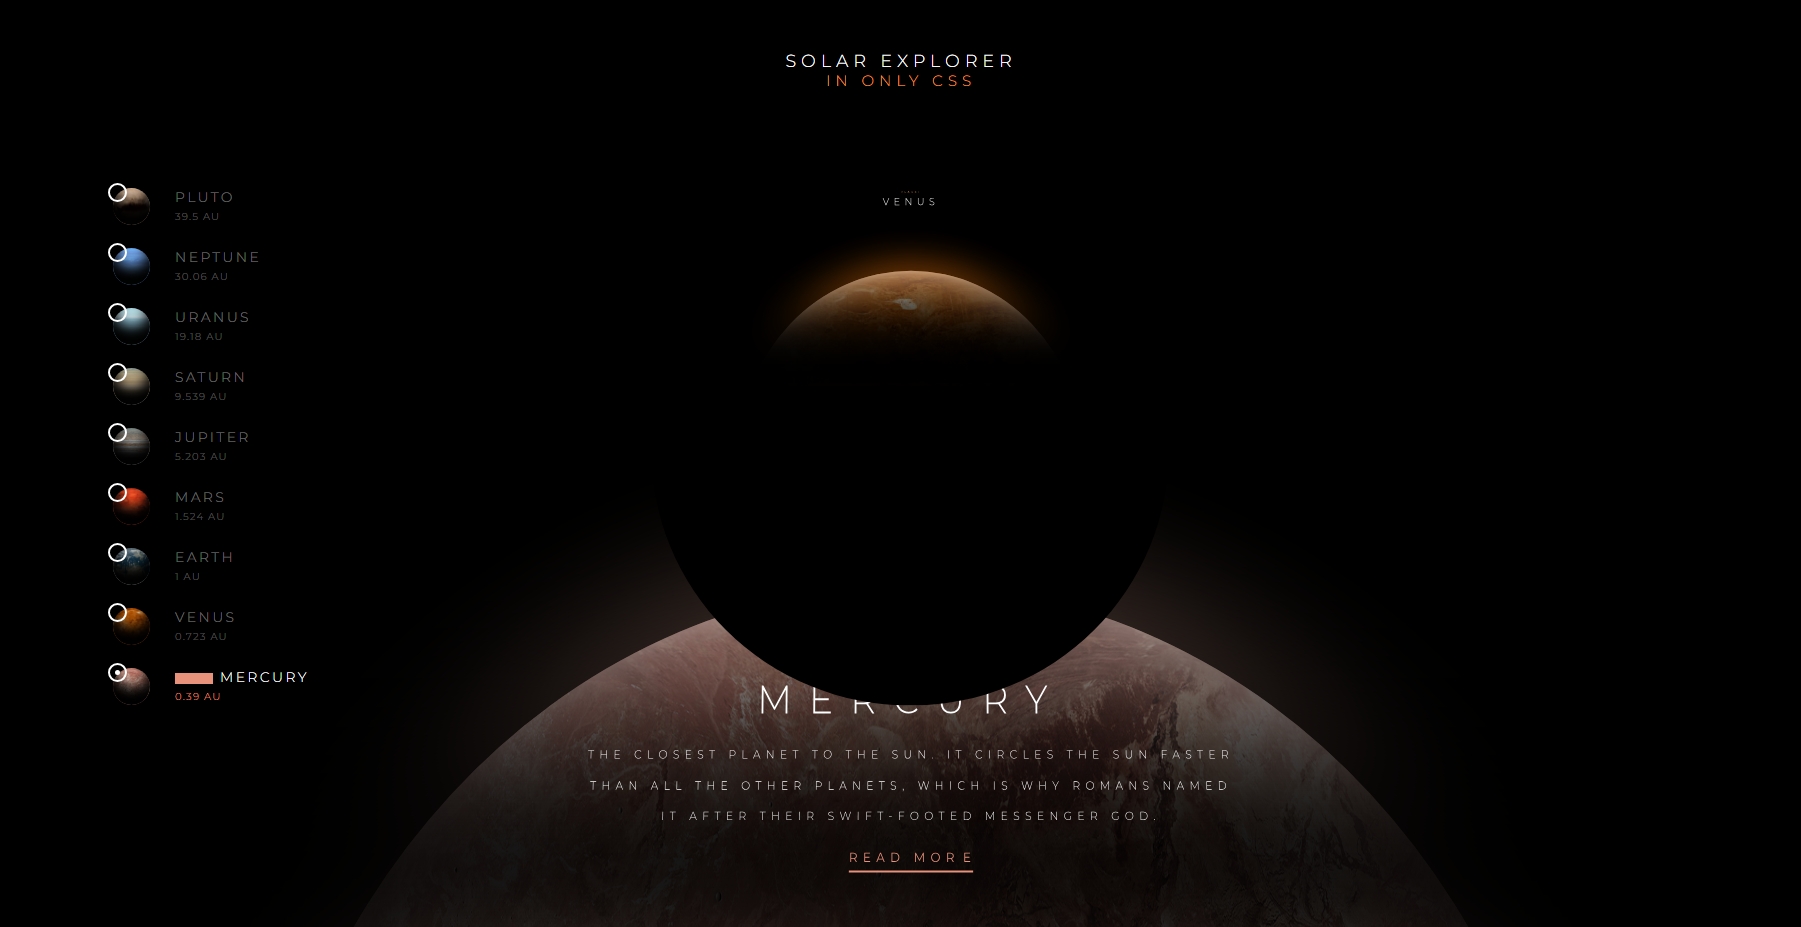 SOLAR EXPLORER
IN ONLY CSS
PLUTO
39.5 AU
NEPTUNE
30.06 AU
URANUS
19.18 AU
SATURN
9.539 AU
JUPITER
5.203 AU
MARS
1.524 AU
EARTH
1 AU
VENUS
0.723 AU
MERCURY
0.39 AU
VENUS
MERCURY
THE CLOSEST PLANET TO THE SUN. IT CIRCLES THE SUN FASTER
THAN ALL THE OTHER PLANETS, WHICH IS WHY ROMANS NAMED
IT AFTER THEIR SWIFT-FOOTED MESSENGER GOD.
READ MORE